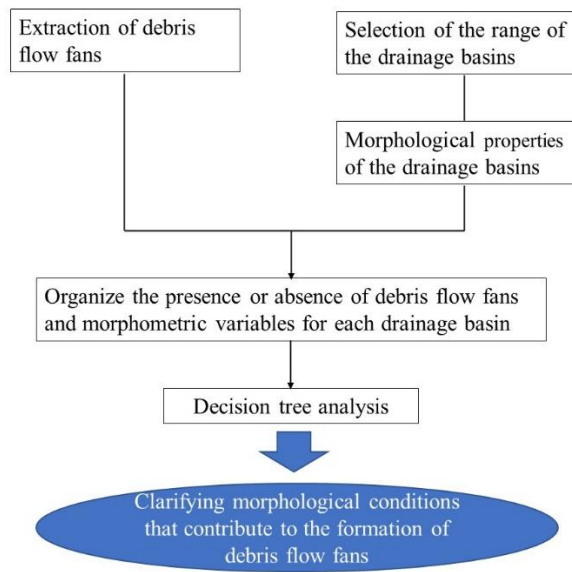 Extraction of debris
flow fans
Selection of the range of
the drainage basins
Morphological properties
of the drainage basins
Organize the presence or absence of debris flow fans
and morphometric variables for each drainage basin
Decision tree analysis
Clarifying morphological conditions
that contribute to the formation of
debris flow fans